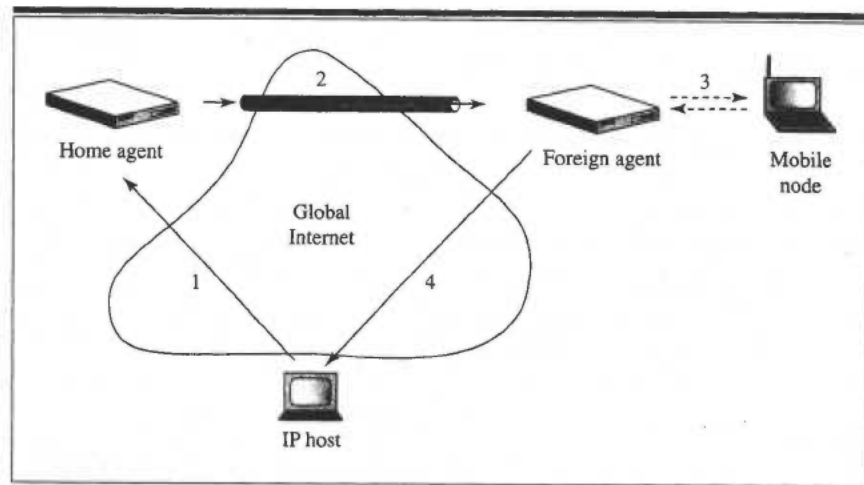 2
3
Home agent
Foreign agent
Mobile
node
Global
Internet
1
4
IP host